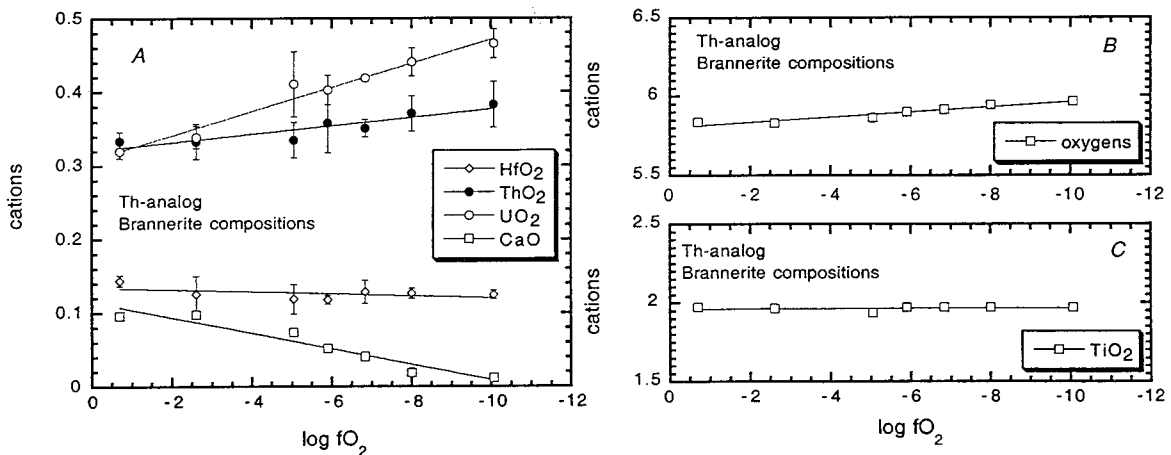 A
0.5
0.4
0.3
0.2
0.1
0
cations
Th-analog
Brannerite compositions
HfO₂
ThO₂
UO₂
CaO
0 -2 -4 -6 -8 -10 -12
log fO₂
B
6.5
6
5.5
cations
Th-analog
Brannerite compositions
oxygens
0 -2 -4 -6 -8 -10 -12
C
2.5
2
1.5
cations
Th-analog
Brannerite compositions
TiO₂
0 -2 -4 -6 -8 -10 -12
log fO₂